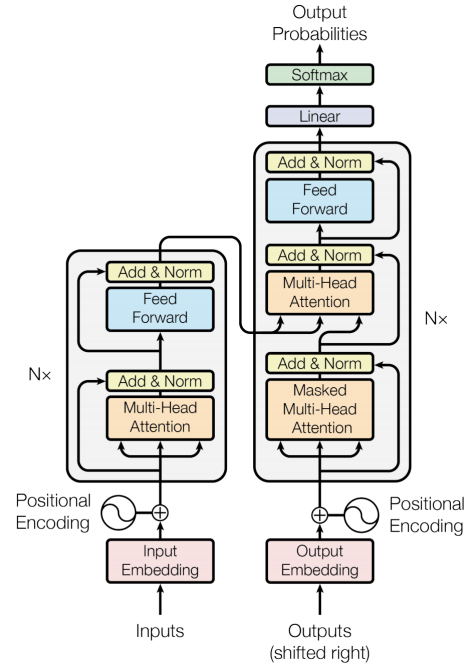 Output
Probabilities
Softmax
Linear
Add & Norm
Feed
Forward
Add & Norm
Multi-Head
Attention
Add & Norm
Masked
Multi-Head
Attention
N×
Add & Norm
Feed
Forward
Add & Norm
Multi-Head
Attention
N×
Positional
Encoding
Positional
Encoding
Input
Embedding
Output
Embedding
Inputs
Outputs
(shifted right)